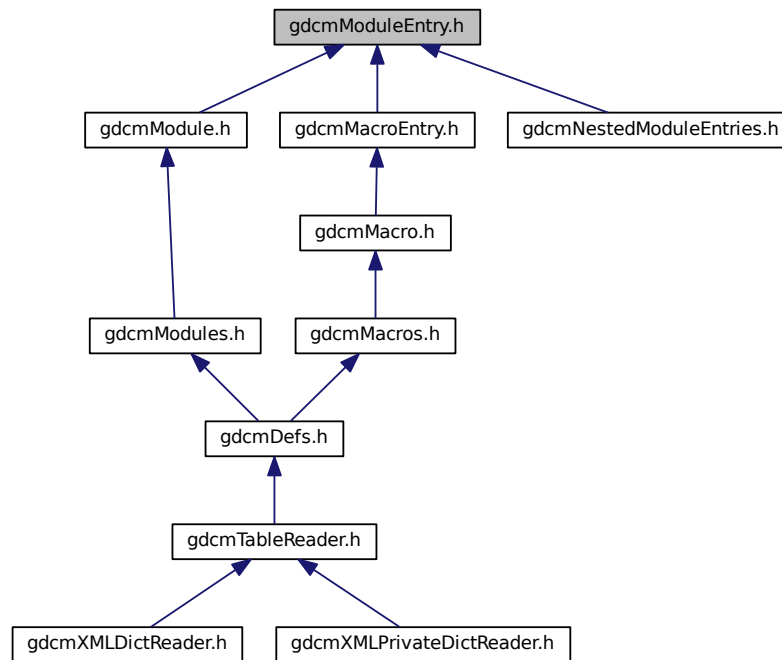 gdcmModuleEntry.h
gdcmModule.h
gdcmMacroEntry.h
gdcmNestedModuleEntries.h
gdcmMacro.h
gdcmModules.h
gdcmMacros.h
gdcmDefs.h
gdcmTableReader.h
gdcmXMLDictReader.h
gdcmXMLPrivateDictReader.h